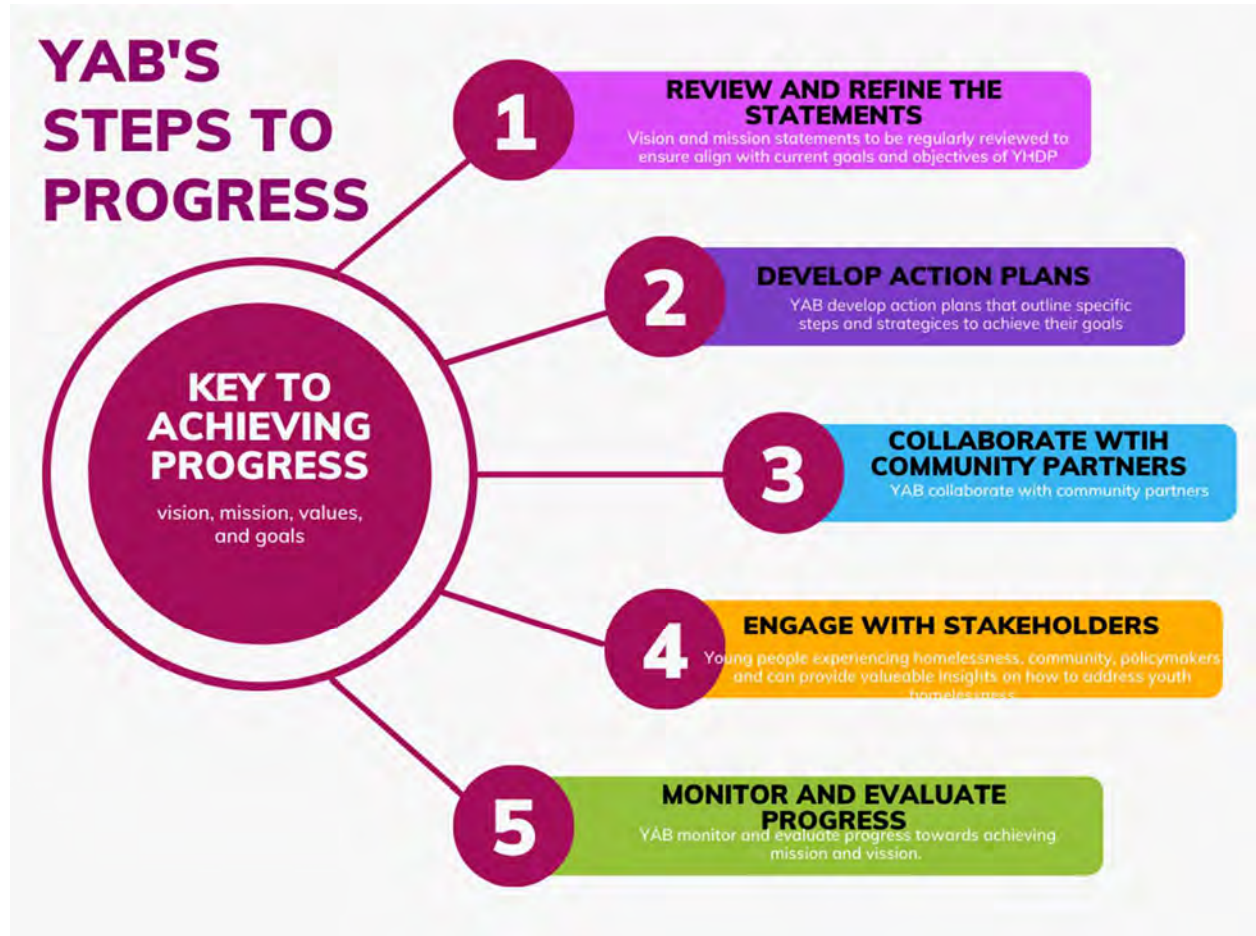 YAB'S
STEPS TO
PROGRESS
KEY TO
ACHIEVING
PROGRESS
vision, mission, values,
and goals
1
REVIEW AND REFINE THE
STATEMENTS
Vision and mission statements to be regularly reviewed to
ensure align with current goals and objectives of YHDP
2
DEVELOP ACTION PLANS
YAB develop action plans that outline specific
steps and strategices to achieve their goals
3
COLLABORATE WTIH
COMMUNITY PARTNERS
YAB collaborate with community partners
4
ENGAGE WITH STAKEHOLDERS
Young people experiencing homelessness, community, policymakers
and can provide valueable insights on how to address youth
homelessness
5
MONITOR AND EVALUATE
PROGRESS
YAB monitor and evaluate progress towards achieving
mission and vission.